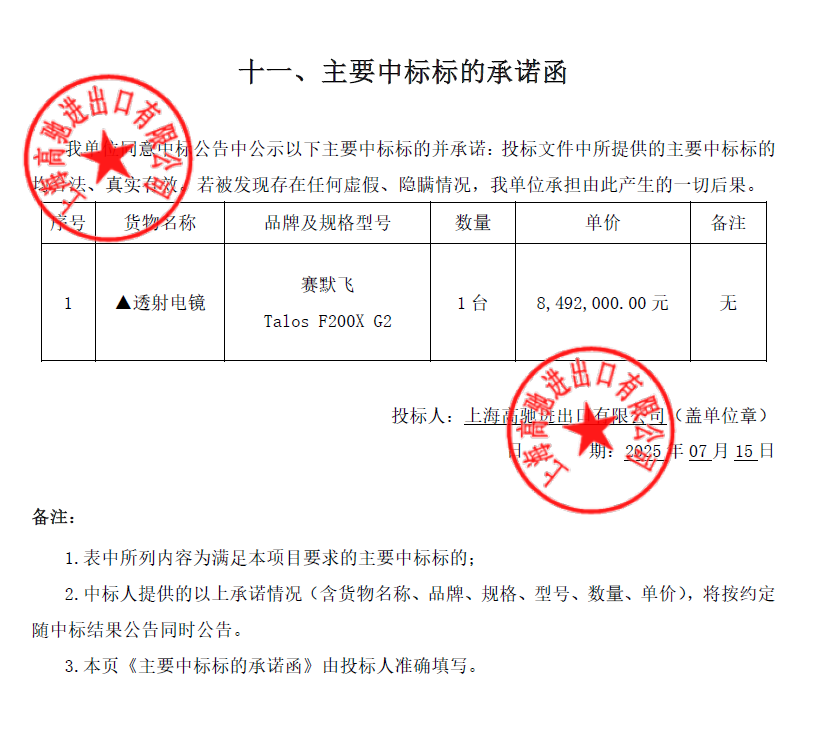 十一、主要中标标的承诺函
我单位同意中标公告中公示以下主要中标标的并承诺：投标文件中所提供的主要中标标的
均合法、真实有效。若被发现存在任何虚假、隐瞒情况，我单位承担由此产生的一切后果。
上海高驰进出口有限公司
序号 货物名称 品牌及规格型号 数量 单价 备注
1 ▲透射电镜 赛默飞 1台 8,492,000.00元 无
Talos F200X G2
投标人：上海高驰进出口有限公司（盖单位章）
日 期：2025年07月15日
上海高驰进出口有限公司
备注：
1.表中所列内容为满足本项目要求的主要中标标的；
2.中标人提供的以上承诺情况（含货物名称、品牌、规格、型号、数量、单价），将按约定
随中标结果公告同时公告。
3.本页《主要中标标的承诺函》由投标人准确填写。